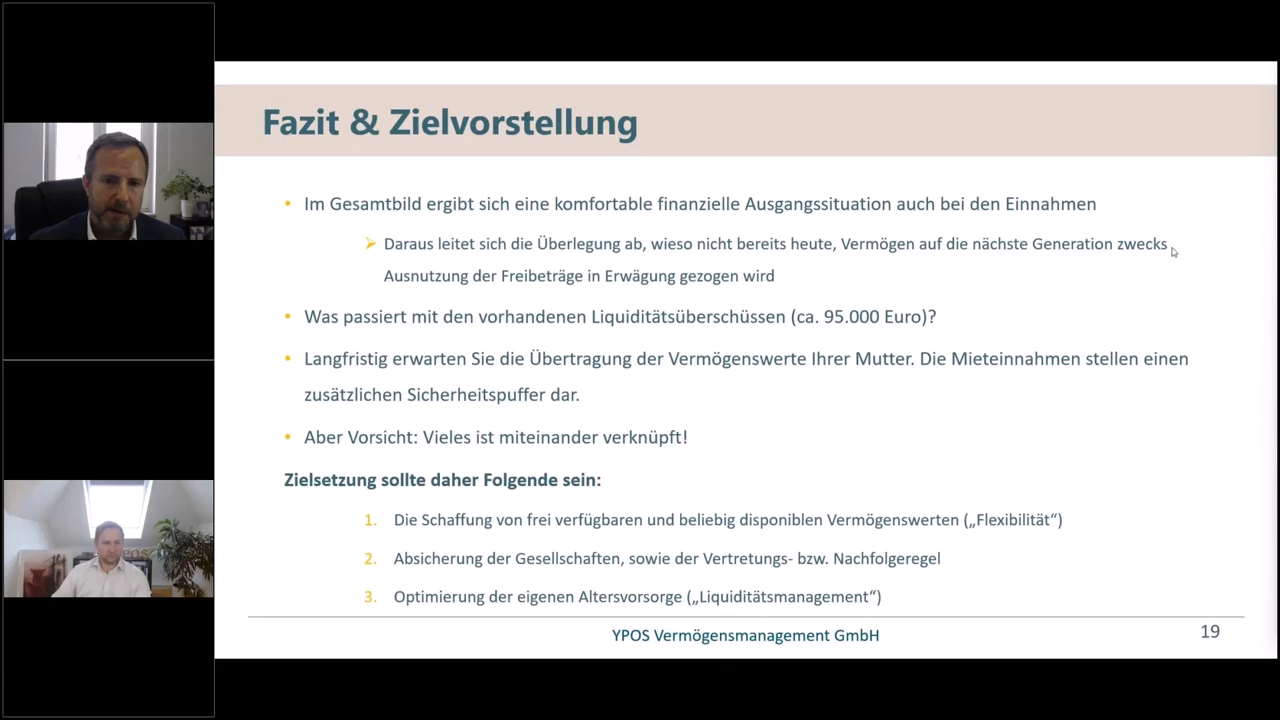 Fazit & Zielvorstellung
• Im Gesamtbild ergibt sich eine komfortable finanzielle Ausgangssituation auch bei den Einnahmen
Daraus leitet sich die Überlegung ab, wieso nicht bereits heute, Vermögen auf die nächste Generation zwecks
Ausnutzung der Freibeträge in Erwägung gezogen wird
• Was passiert mit den vorhandenen Liquiditätsüberschüssen (ca. 95.000 Euro)?
• Langfristig erwarten Sie die Übertragung der Vermögenswerte Ihrer Mutter. Die Mieteinnahmen stellen einen
zusätzlichen Sicherheitspuffer dar.
• Aber Vorsicht: Vieles ist miteinander verknüpft!
Zielsetzung sollte daher Folgende sein:
1. Die Schaffung von frei verfügbaren und beliebig disponiblen Vermögenswerten („Flexibilität“)
2. Absicherung der Gesellschaften, sowie der Vertretungs- bzw. Nachfolgeregel
3. Optimierung der eigenen Altersvorsorge („Liquiditätsmanagement“)
YPOS Vermögensmanagement GmbH
19